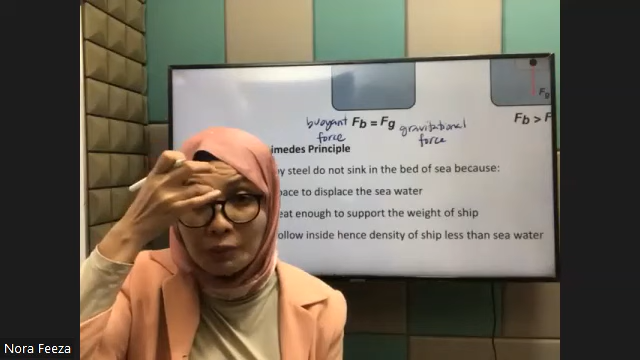 buoyant Fb = Fg gravitational
force force
Fg
Fb > F
imedes Principle
y steel do not sink in the bed of sea because:
pace to displace the sea water
eat enough to support the weight of ship
ollow inside hence density of ship less than sea water
Nora Feeza